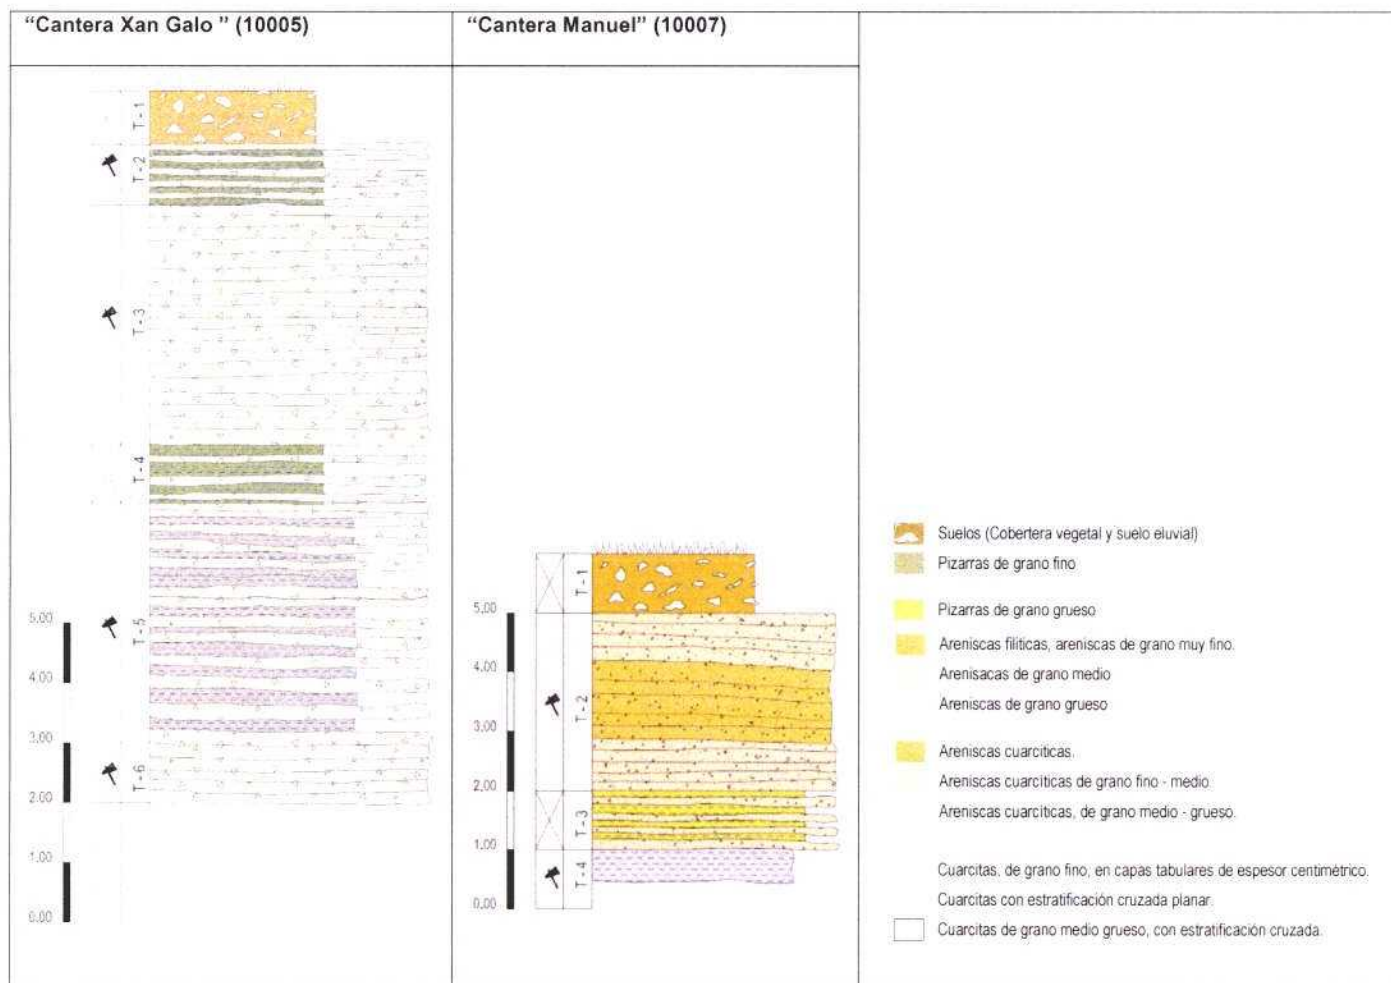 “Cantera Xan Galo ” (10005)
T-1
T-2
T-3
T-4
T-5
T-6
5.00
4.00
3.00
2.00
1.00
0.00
“Cantera Manuel” (10007)
T-1
T-2
T-3
T-4
5.00
4.00
3.00
2.00
1.00
0.00
Suelos (Cobertera vegetal y suelo eluvial)
Pizarras de grano fino
Pizarras de grano grueso
Areniscas filíticas, areniscas de grano muy fino.
Arenisacas de grano medio
Areniscas de grano grueso
Areniscas cuarcíticas.
Areniscas cuarcíticas de grano fino - medio.
Areniscas cuarcíticas, de grano medio - grueso.
Cuarcitas, de grano fino, en capas tabulares de espesor centimétrico.
Cuarcitas con estratificación cruzada planar.
Cuarcitas de grano medio grueso, con estratificación cruzada.